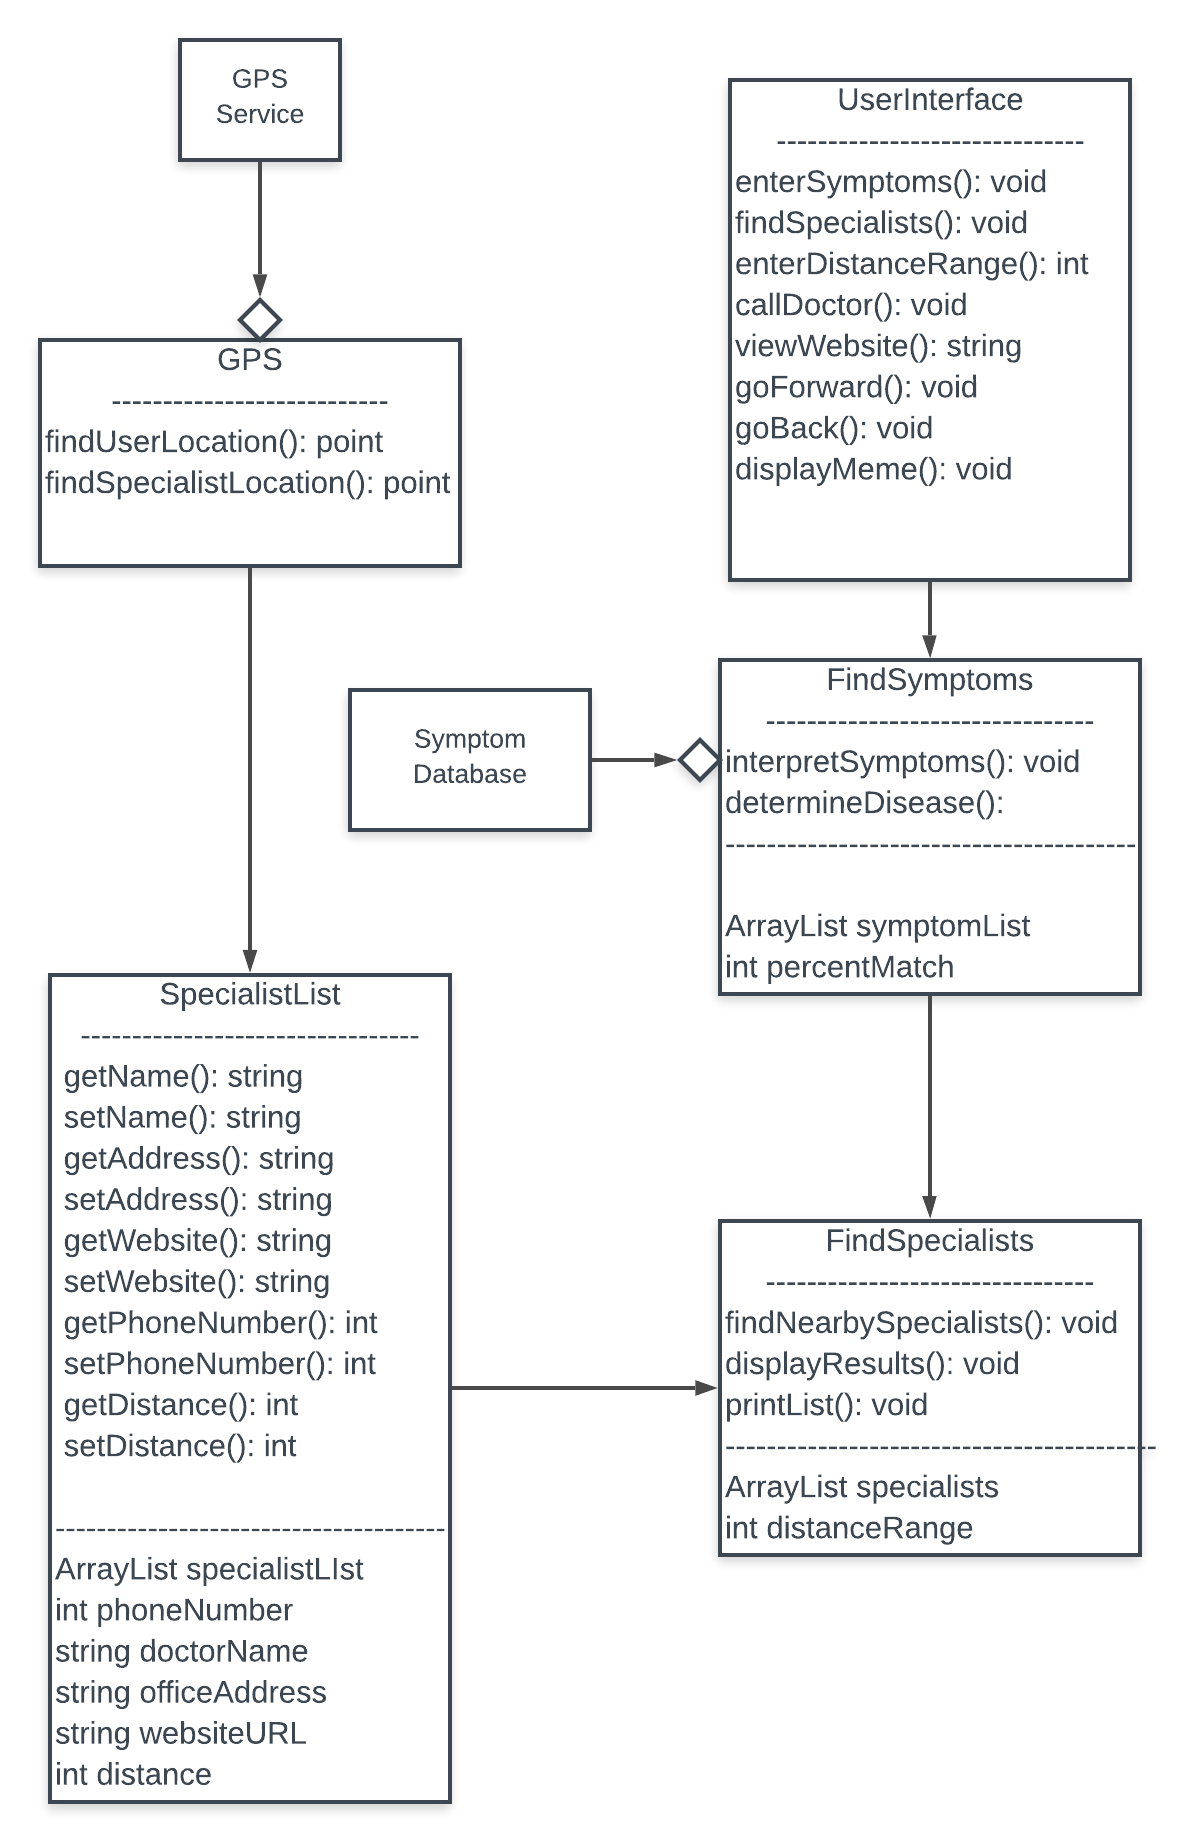 GPS
Service
UserInterface
------------------------------
enterSymptoms(): void
findSpecialists(): void
enterDistanceRange(): int
callDoctor(): void
viewWebsite(): string
goForward(): void
goBack(): void
displayMeme(): void
GPS
---------------------------
findUserLocation(): point
findSpecialistLocation(): point
Symptom
Database
FindSymptoms
--------------------------------
interpretSymptoms(): void
determineDisease():
----------------------------------------
ArrayList symptomList
int percentMatch
SpecialistList
---------------------------------
getName(): string
setName(): string
getAddress(): string
setAddress(): string
getWebsite(): string
setWebsite(): string
getPhoneNumber(): int
setPhoneNumber(): int
getDistance(): int
setDistance(): int
--------------------------------------
ArrayList specialistLIst
int phoneNumber
string doctorName
string officeAddress
string websiteURL
int distance
FindSpecialists
--------------------------------
findNearbySpecialists(): void
displayResults(): void
printList(): void
------------------------------------------
ArrayList specialists
int distanceRange